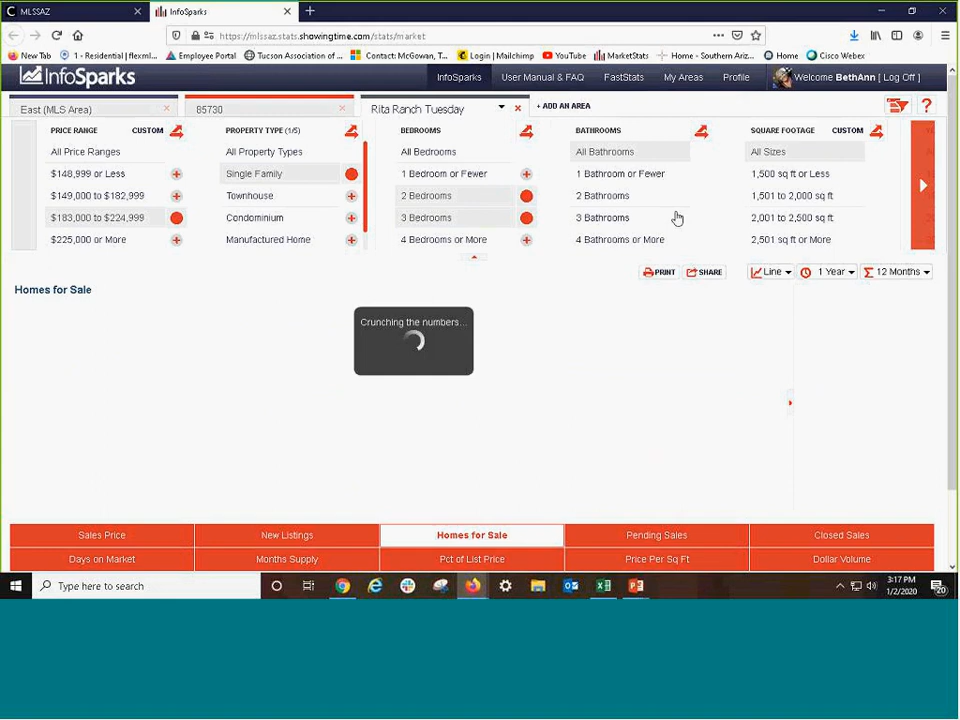 MLSSAZ
InfoSparks
https://mlssaz.stats.showingtime.com/stats/market
New Tab
1 - Residential | flexml...
Employee Portal
Tucson Association of ...
Contact: McGowan, T...
Login | Mailchimp
YouTube
MarketStats
Home - Southern Ariz...
Home
Cisco Webex
InfoSparks
InfoSparks
User Manual & FAQ
FastStats
My Areas
Profile
Welcome BethAnn [ Log Off ]
East (MLS Area)
85730
Rita Ranch Tuesday
+ ADD AN AREA
PRICE RANGE
CUSTOM
All Price Ranges
$148,999 or Less
$149,000 to $182,999
$183,000 to $224,999
$225,000 or More
PROPERTY TYPE (1/5)
All Property Types
Single Family
Townhouse
Condominium
Manufactured Home
BEDROOMS
All Bedrooms
1 Bedroom or Fewer
2 Bedrooms
3 Bedrooms
4 Bedrooms or More
BATHROOMS
All Bathrooms
1 Bathroom or Fewer
2 Bathrooms
3 Bathrooms
4 Bathrooms or More
SQUARE FOOTAGE
CUSTOM
All Sizes
1,500 sq ft or Less
1,501 to 2,000 sq ft
2,001 to 2,500 sq ft
2,501 sq ft or More
PRINT
SHARE
Line
1 Year
12 Months
Homes for Sale
Crunching the numbers...
Sales Price
New Listings
Homes for Sale
Pending Sales
Closed Sales
Days on Market
Months Supply
Pct of List Price
Price Per Sq Ft
Dollar Volume
Type here to search
3:17 PM
1/2/2020
20